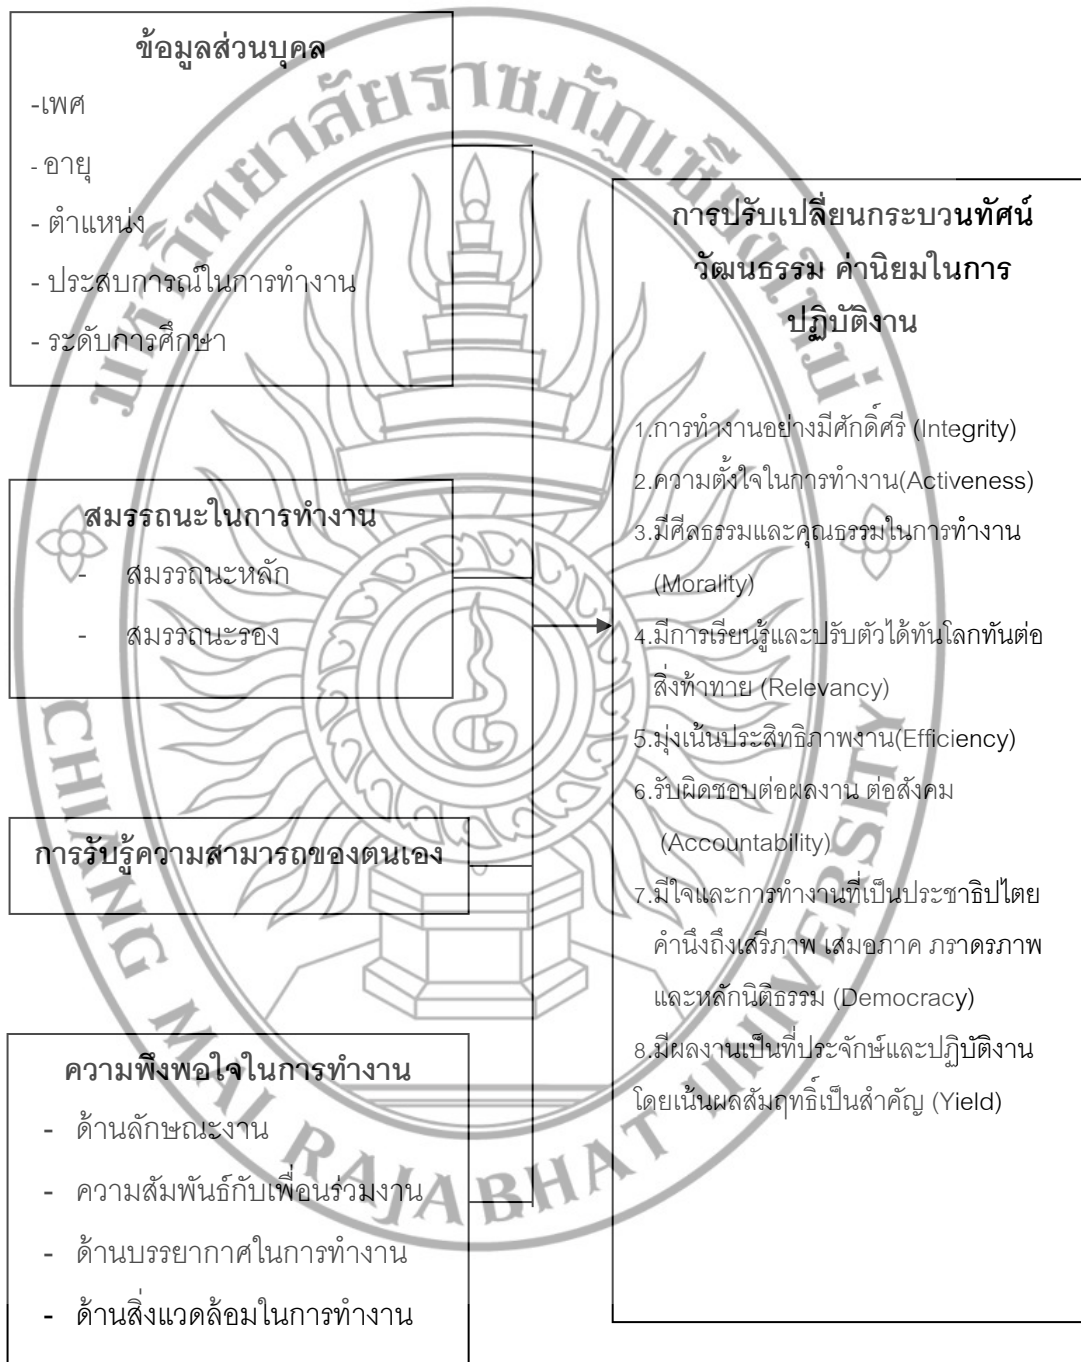 ข้อมูลส่วนบุคล
-เพศ
- อายุ
- ตำแหน่ง
- ประสบการณ์ในการทำงาน
- ระดับการศึกษา
สมรรถนะในการทำงาน
- สมรรถนะหลัก
- สมรรถนะรอง
การรับรู้ความสามารถของตนเอง
ความพึงพอใจในการทำงาน
- ด้านลักษณะงาน
- ความสัมพันธ์กับเพื่อนร่วมงาน
- ด้านบรรยากาศในการทำงาน
- ด้านสิ่งแวดล้อมในการทำงาน
การปรับเปลี่ยนกระบวนทัศน์
วัฒนธรรม ค่านิยมในการ
ปฏิบัติงาน
1.การทำงานอย่างมีศักดิ์ศรี (Integrity)
2.ความตั้งใจในการทำงาน(Activeness)
3.มีศีลธรรมและคุณธรรมในการทำงาน
(Morality)
4.มีการเรียนรู้และปรับตัวได้ทันโลกทันต่อ
สิ่งท้าทาย (Relevancy)
5.มุ่งเน้นประสิทธิภาพงาน(Efficiency)
6.รับผิดชอบต่อผลงาน ต่อสังคม
(Accountability)
7.มีใจและการทำงานที่เป็นประชาธิปไตย
คำนึงถึงเสรีภาพ เสมอภาค ภราดรภาพ
และหลักนิติธรรม (Democracy)
8.มีผลงานเป็นที่ประจักษ์และปฏิบัติงาน
โดยเน้นผลสัมฤทธิ์เป็นสำคัญ (Yield)
มหาวิทยาลัยราชภัฏเชียงใหม่
CHIANG MAI RAJABHAT UNIVERSITY